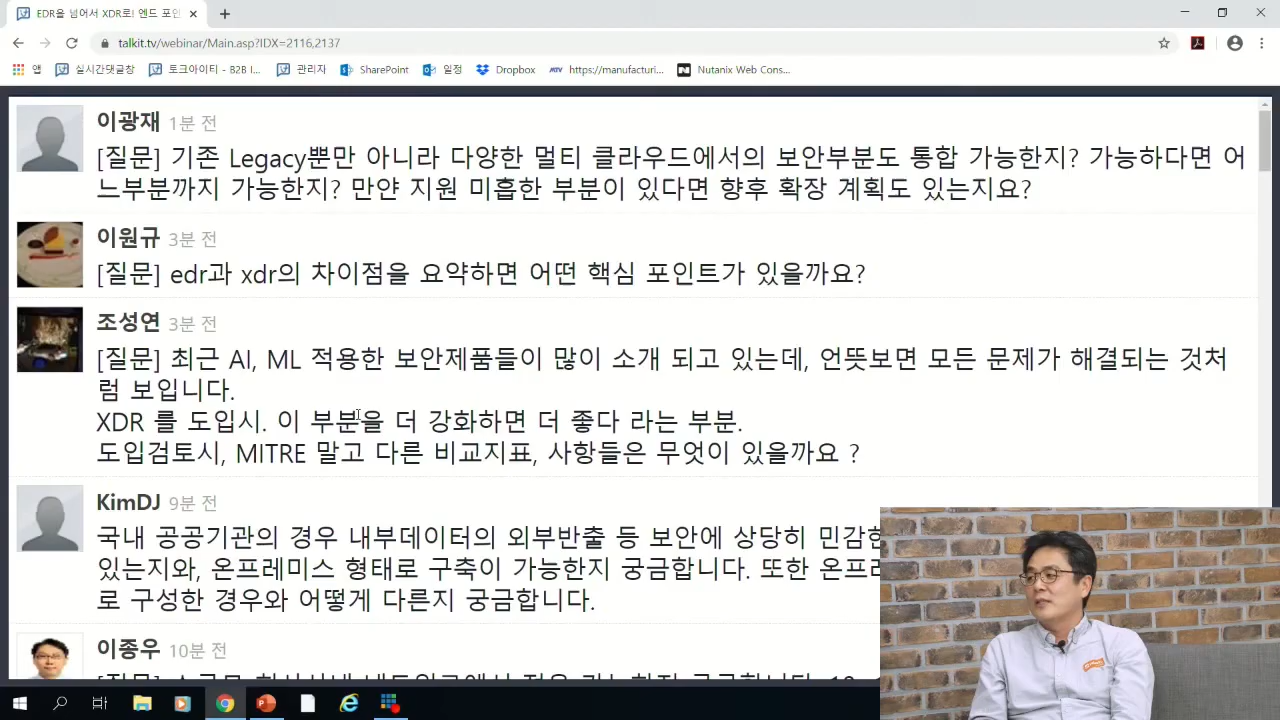 EDR을 넘어서 XDR로! 엔드 포인
talkit.tv/webinar/Main.asp?IDX=2116,2137
앱 실시간댓글창 토크아이티 - B2B I... 관리자 SharePoint 일정 Dropbox https://manufacturi... Nutanix Web Cons...
이광재 1분 전
[질문] 기존 Legacy뿐만 아니라 다양한 멀티 클라우드에서의 보안부분도 통합 가능한지? 가능하다면 어
느부분까지 가능한지? 만약 지원 미흡한 부분이 있다면 향후 확장 계획도 있는지요?
이원규 3분 전
[질문] edr과 xdr의 차이점을 요약하면 어떤 핵심 포인트가 있을까요?
조성연 3분 전
[질문] 최근 AI, ML 적용한 보안제품들이 많이 소개 되고 있는데, 언뜻보면 모든 문제가 해결되는 것처
럼 보입니다.
XDR 를 도입시. 이 부분을 더 강화하면 더 좋다 라는 부분.
도입검토시, MITRE 말고 다른 비교지표, 사항들은 무엇이 있을까요 ?
KimDJ 9분 전
국내 공공기관의 경우 내부데이터의 외부반출 등 보안에 상당히 민감한
있는지와, 온프레미스 형태로 구축이 가능한지 궁금합니다. 또한 온프레
로 구성한 경우와 어떻게 다른지 궁금합니다.
이종우 10분 전